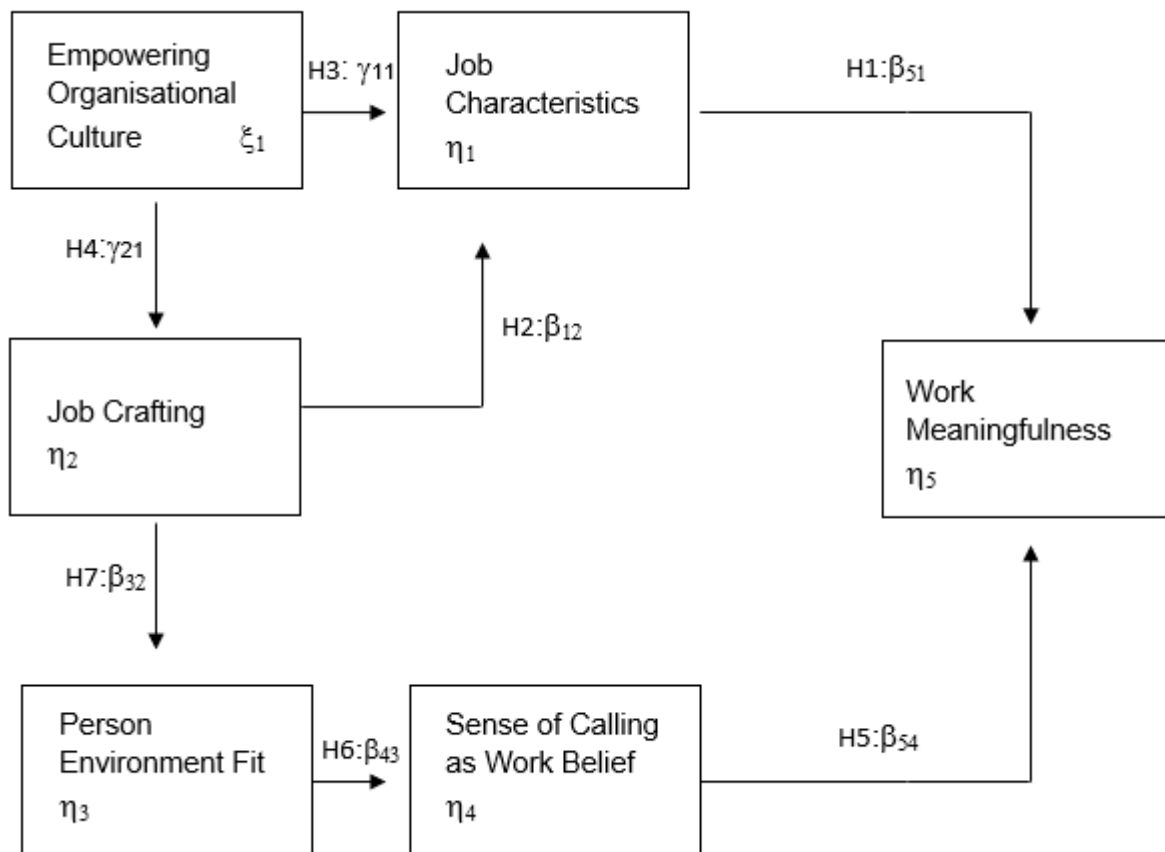 Empowering
Organisational
Culture ξ1
H3: γ11
Job
Characteristics
η1
H1:β51
H4:γ21
H2:β12
Job Crafting
η2
Work
Meaningfulness
η5
H7:β32
Person
Environment Fit
η3
H6:β43
Sense of Calling
as Work Belief
η4
H5:β54